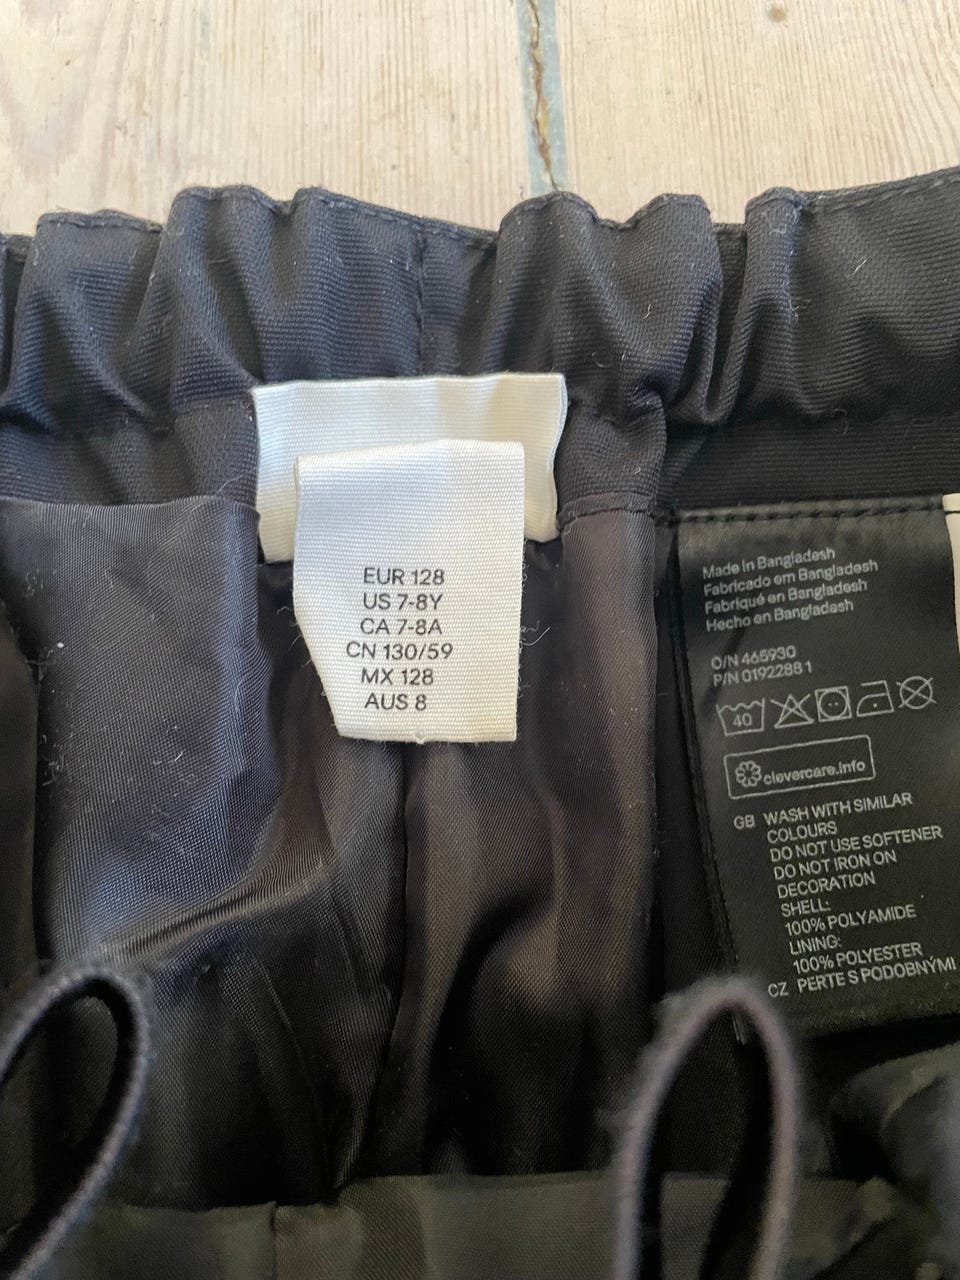 EUR 128
US 7-8Y
CA 7-8A
CN 130/59
MX 128
AUS 8
Made in Bangladesh
Fabricado em Bangladesh
Fabriqué en Bangladesh
Hecho en Bangladesh
O/N 465930
P/N 0192288 1
40
clevercare.info
GB WASH WITH SIMILAR
COLOURS
DO NOT USE SOFTENER
DO NOT IRON ON
DECORATION
SHELL:
100% POLYAMIDE
LINING:
100% POLYESTER
CZ PERTE S PODOBNÝMI